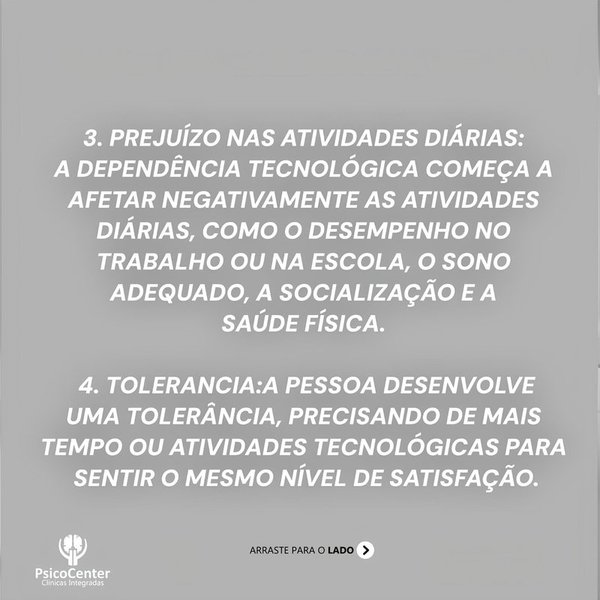 3. PREJUÍZO NAS ATIVIDADES DIÁRIAS:
A DEPENDÊNCIA TECNOLÓGICA COMEÇA A
AFETAR NEGATIVAMENTE AS ATIVIDADES
DIÁRIAS, COMO O DESEMPENHO NO
TRABALHO OU NA ESCOLA, O SONO
ADEQUADO, A SOCIALIZAÇÃO E A
SAÚDE FÍSICA.
4. TOLERANCIA:A PESSOA DESENVOLVE
UMA TOLERÂNCIA, PRECISANDO DE MAIS
TEMPO OU ATIVIDADES TECNOLÓGICAS PARA
SENTIR O MESMO NÍVEL DE SATISFAÇÃO.
ARRASTE PARA O LADO
PsicoCenter
Clínicas Integradas